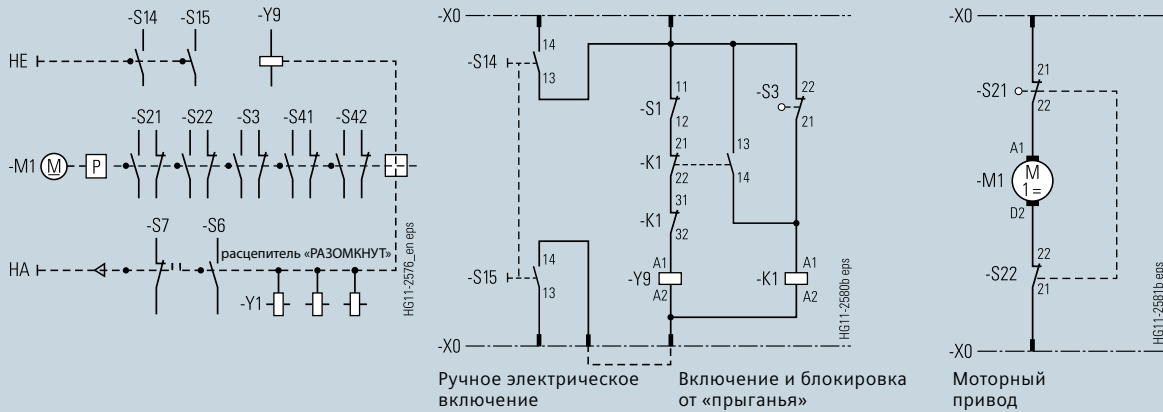 -S14 -S15 -Y9
HE
-S21 -S22 -S3 -S41 -S42
-M1 M P
-S7 -S6
HA расцепитель «РАЗОМКНУТ»
-Y1
HG11-2576_en eps
-X0
14
-S14
13
-S1 11
12
-S3 22
21
-K1 21
22
13
14
-K1 31
32
14
-S15
13
-Y9 A1
A2
-K1 A1
A2
-X0
HG11-2580b eps
Ручное электрическое
включение
Включение и блокировка
от «прыганья»
-X0
21
-S21
22
A1
-M1 M
1=
D2
22
-S22
21
-X0
HG11-2581b eps
Моторный
привод